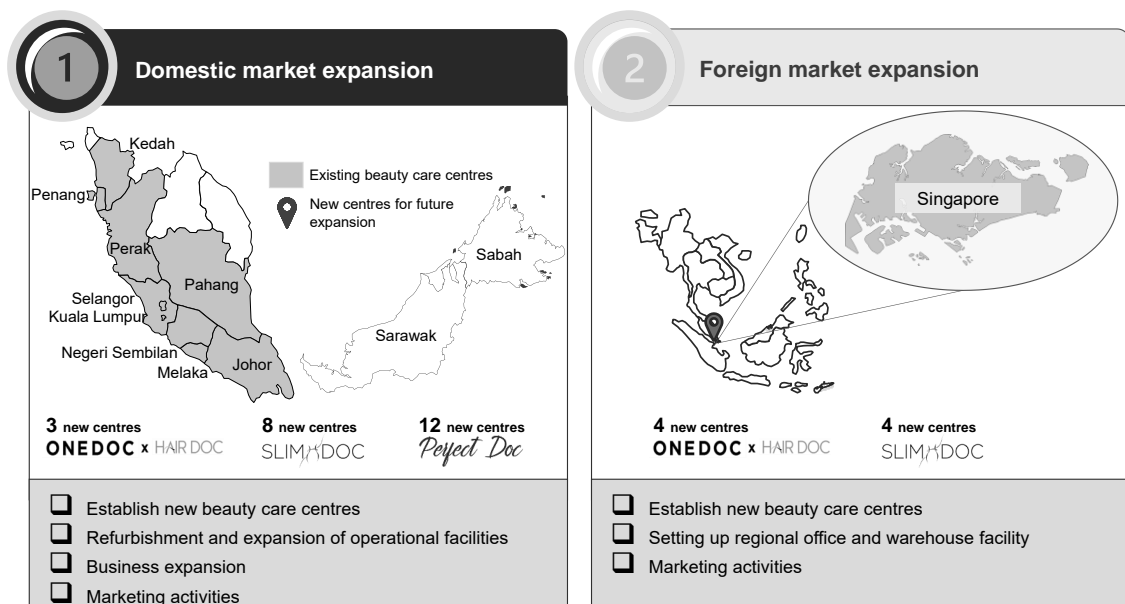 1
Domestic market expansion
Kedah
Penang
Perak
Pahang
Selangor
Kuala Lumpur
Negeri Sembilan
Melaka
Johor
Existing beauty care centres
New centres for future
expansion
Sabah
Sarawak
3 new centres
ONEDOC x HAIR DOC
8 new centres
SLIM DOC
12 new centres
Perfect Doc
Establish new beauty care centres
Refurbishment and expansion of operational facilities
Business expansion
Marketing activities
2
Foreign market expansion
Singapore
4 new centres
ONEDOC x HAIR DOC
4 new centres
SLIM DOC
Establish new beauty care centres
Setting up regional office and warehouse facility
Marketing activities